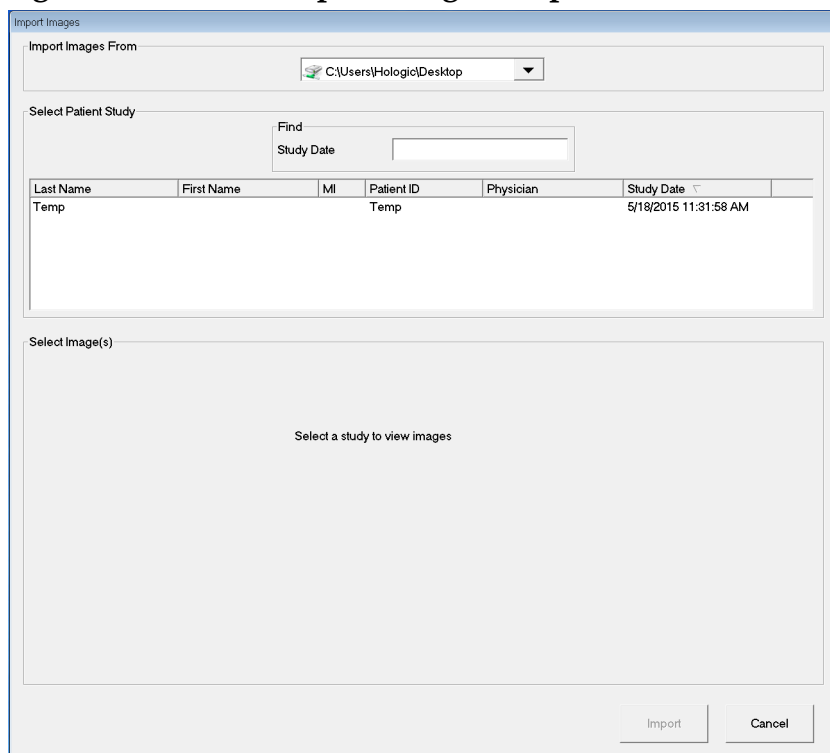 Import Images
Import Images From
C:\Users\Hologic\Desktop
Select Patient Study
Find
Study Date
Last Name First Name MI Patient ID Physician Study Date
Temp Temp 5/18/2015 11:31:58 AM
Select Image(s)
Select a study to view images
Import Cancel